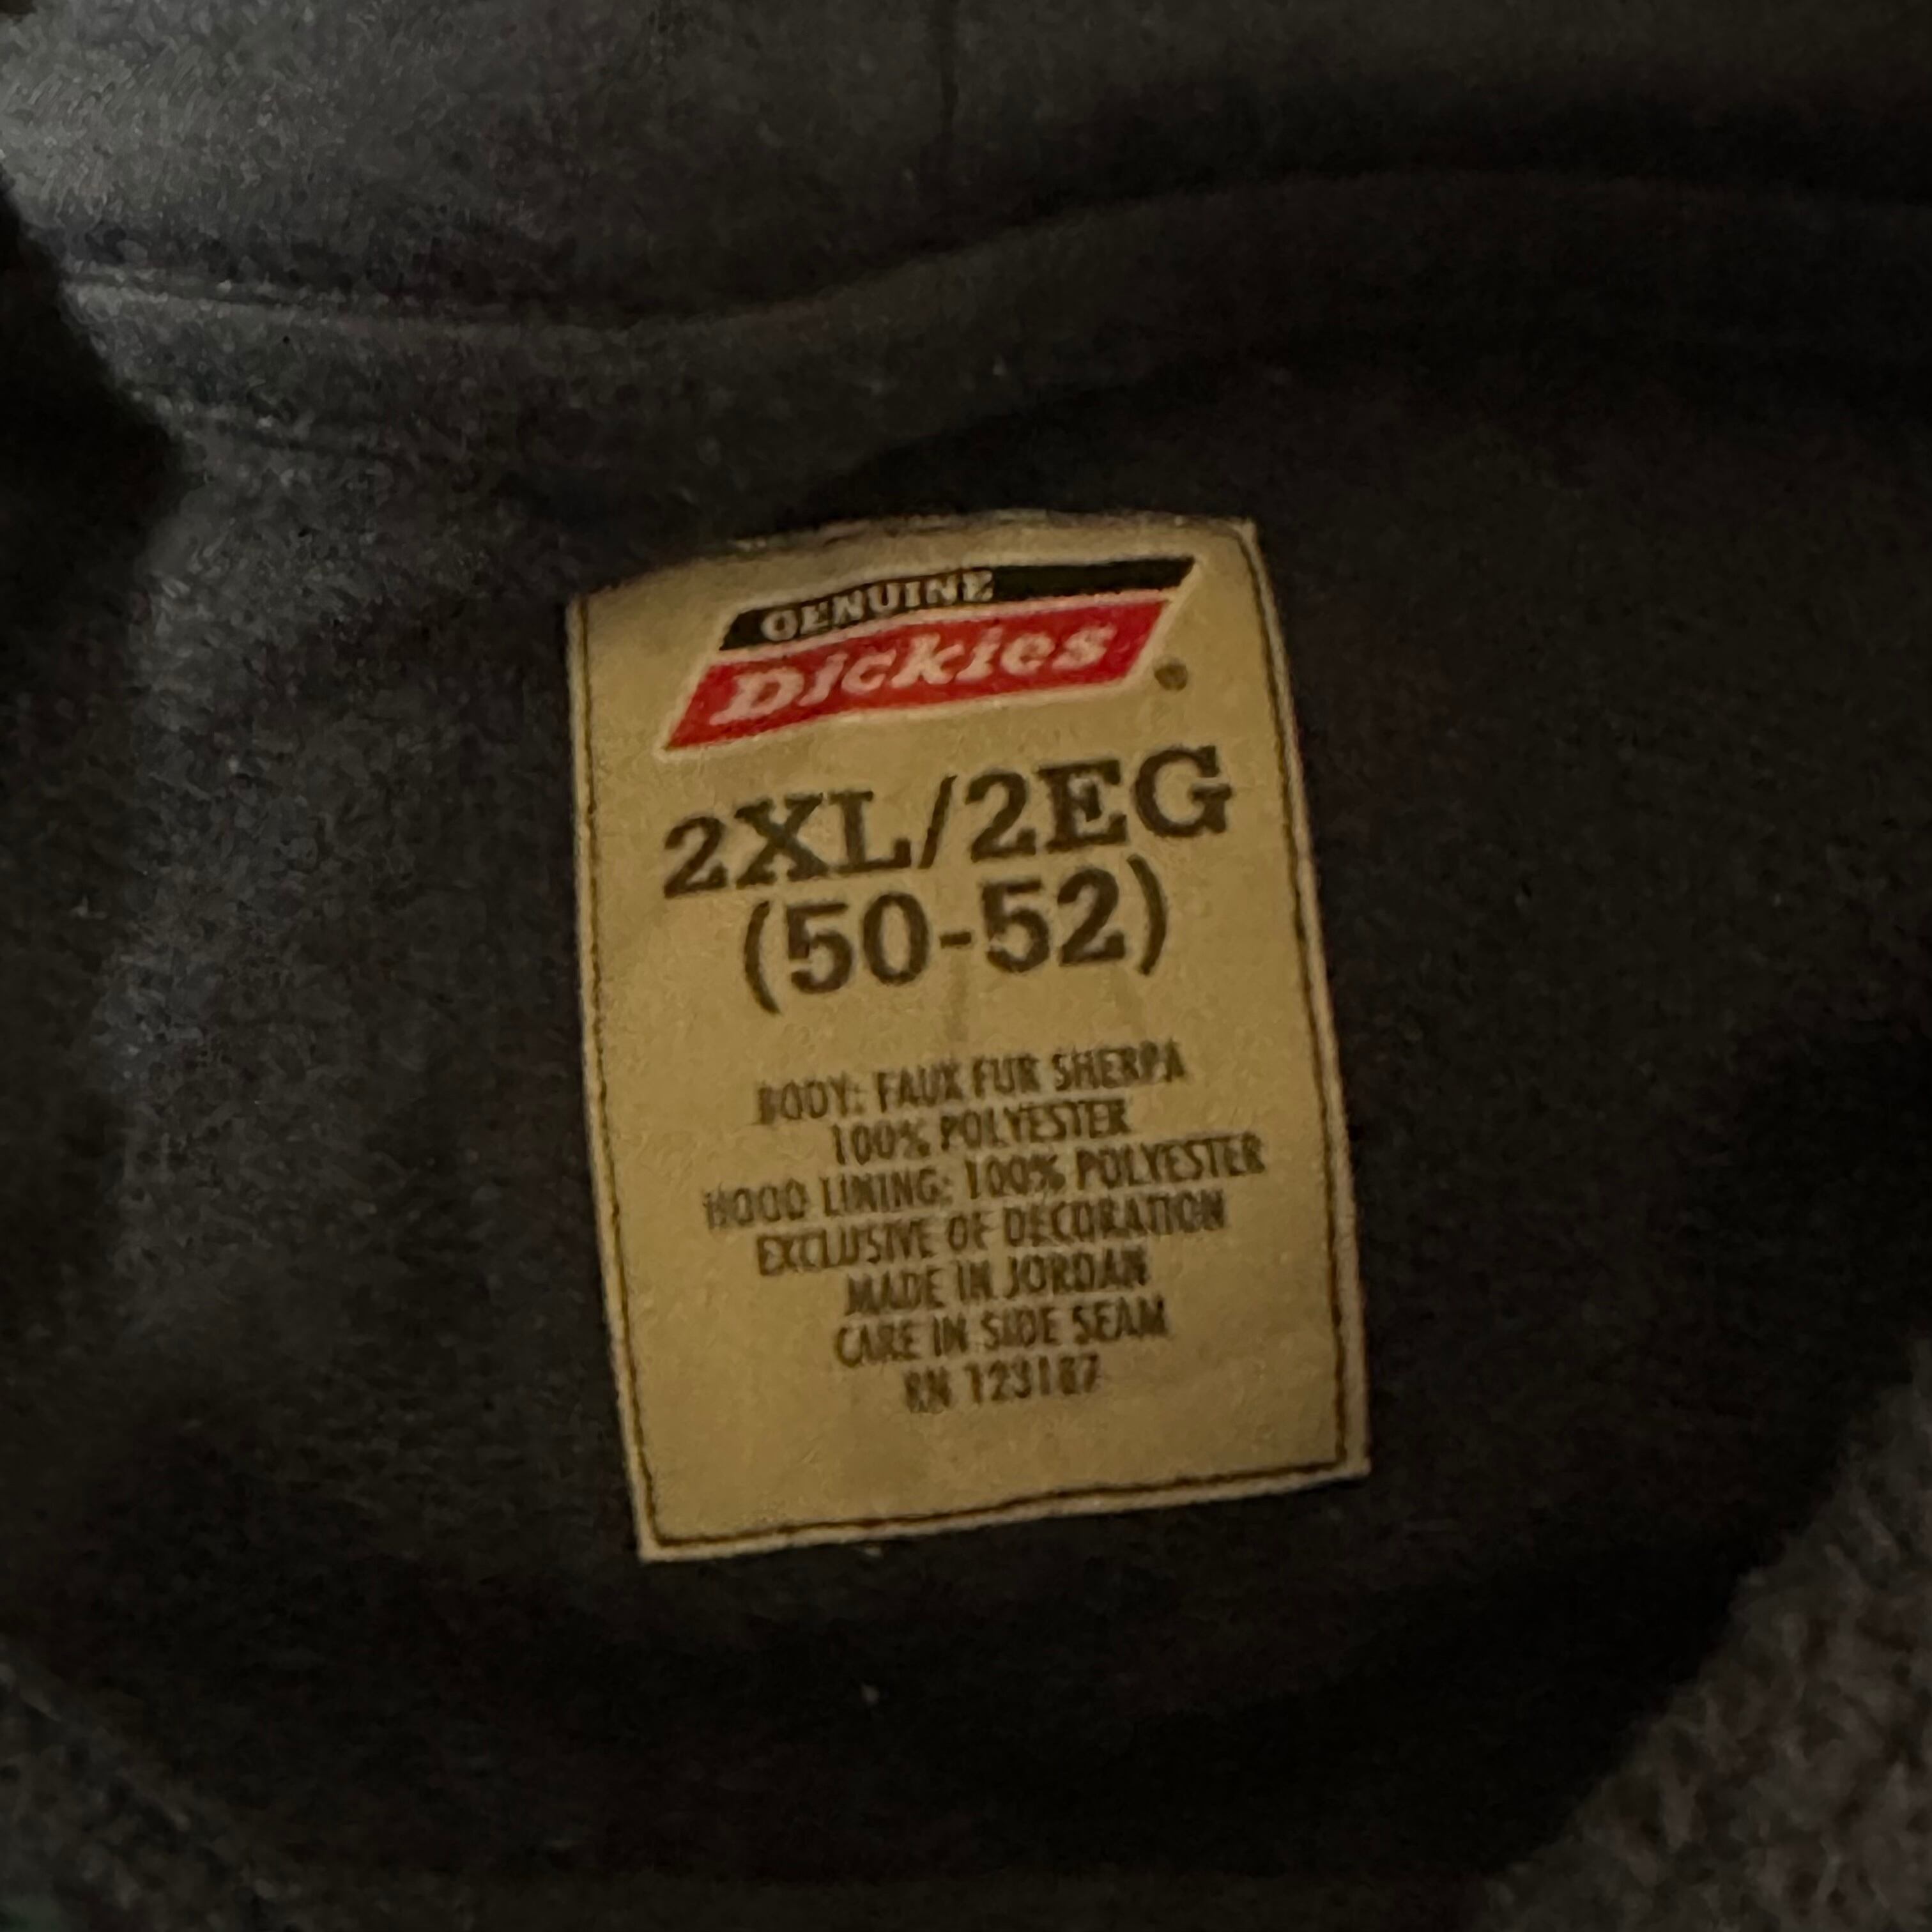 GENUINE
Dickies
2XL/2EG
(50-52)
BODY: FAUX FUR SHERPA
100% POLYESTER
HOOD LINING: 100% POLYESTER
EXCLUSIVE OF DECORATION
MADE IN JORDAN
CARE IN SIDE SEAM
RN 123187